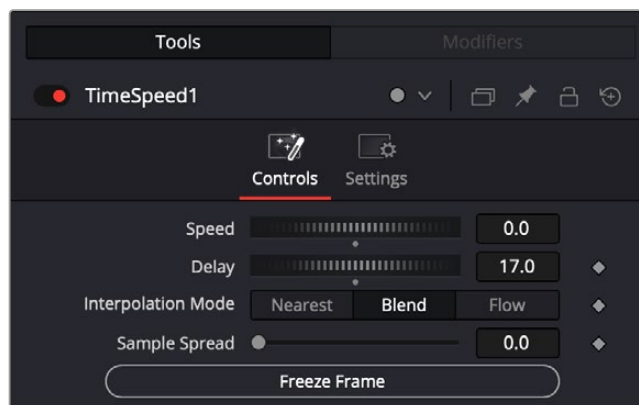 Tools Modifiers
TimeSpeed1
Controls Settings
Speed 0.0
Delay 17.0
Interpolation Mode Nearest Blend Flow
Sample Spread 0.0
Freeze Frame